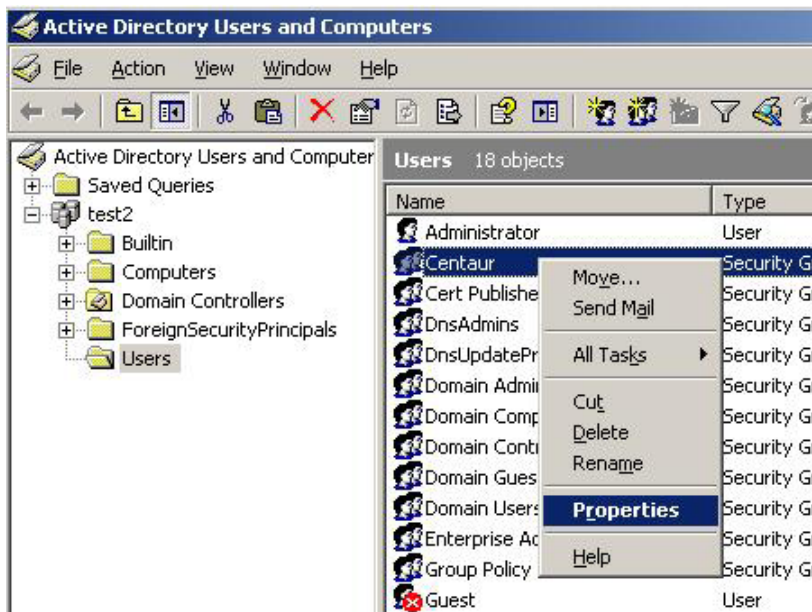 Active Directory Users and Computers
File Action View Window Help
Active Directory Users and Computer
Saved Queries
test2
Builtin
Computers
Domain Controllers
ForeignSecurityPrincipals
Users
Users 18 objects
Name Type
Administrator User
Centaur Security G
Cert Publishe Security G
DnsAdmins Security G
DnsUpdatePr Security G
Domain Admi Security G
Domain Comp Security G
Domain Contr Security G
Domain Gues Security G
Domain Users Security G
Enterprise Ad Security G
Group Policy Security G
Guest User
Move...
Send Mail
All Tasks
Cut
Delete
Rename
Properties
Help